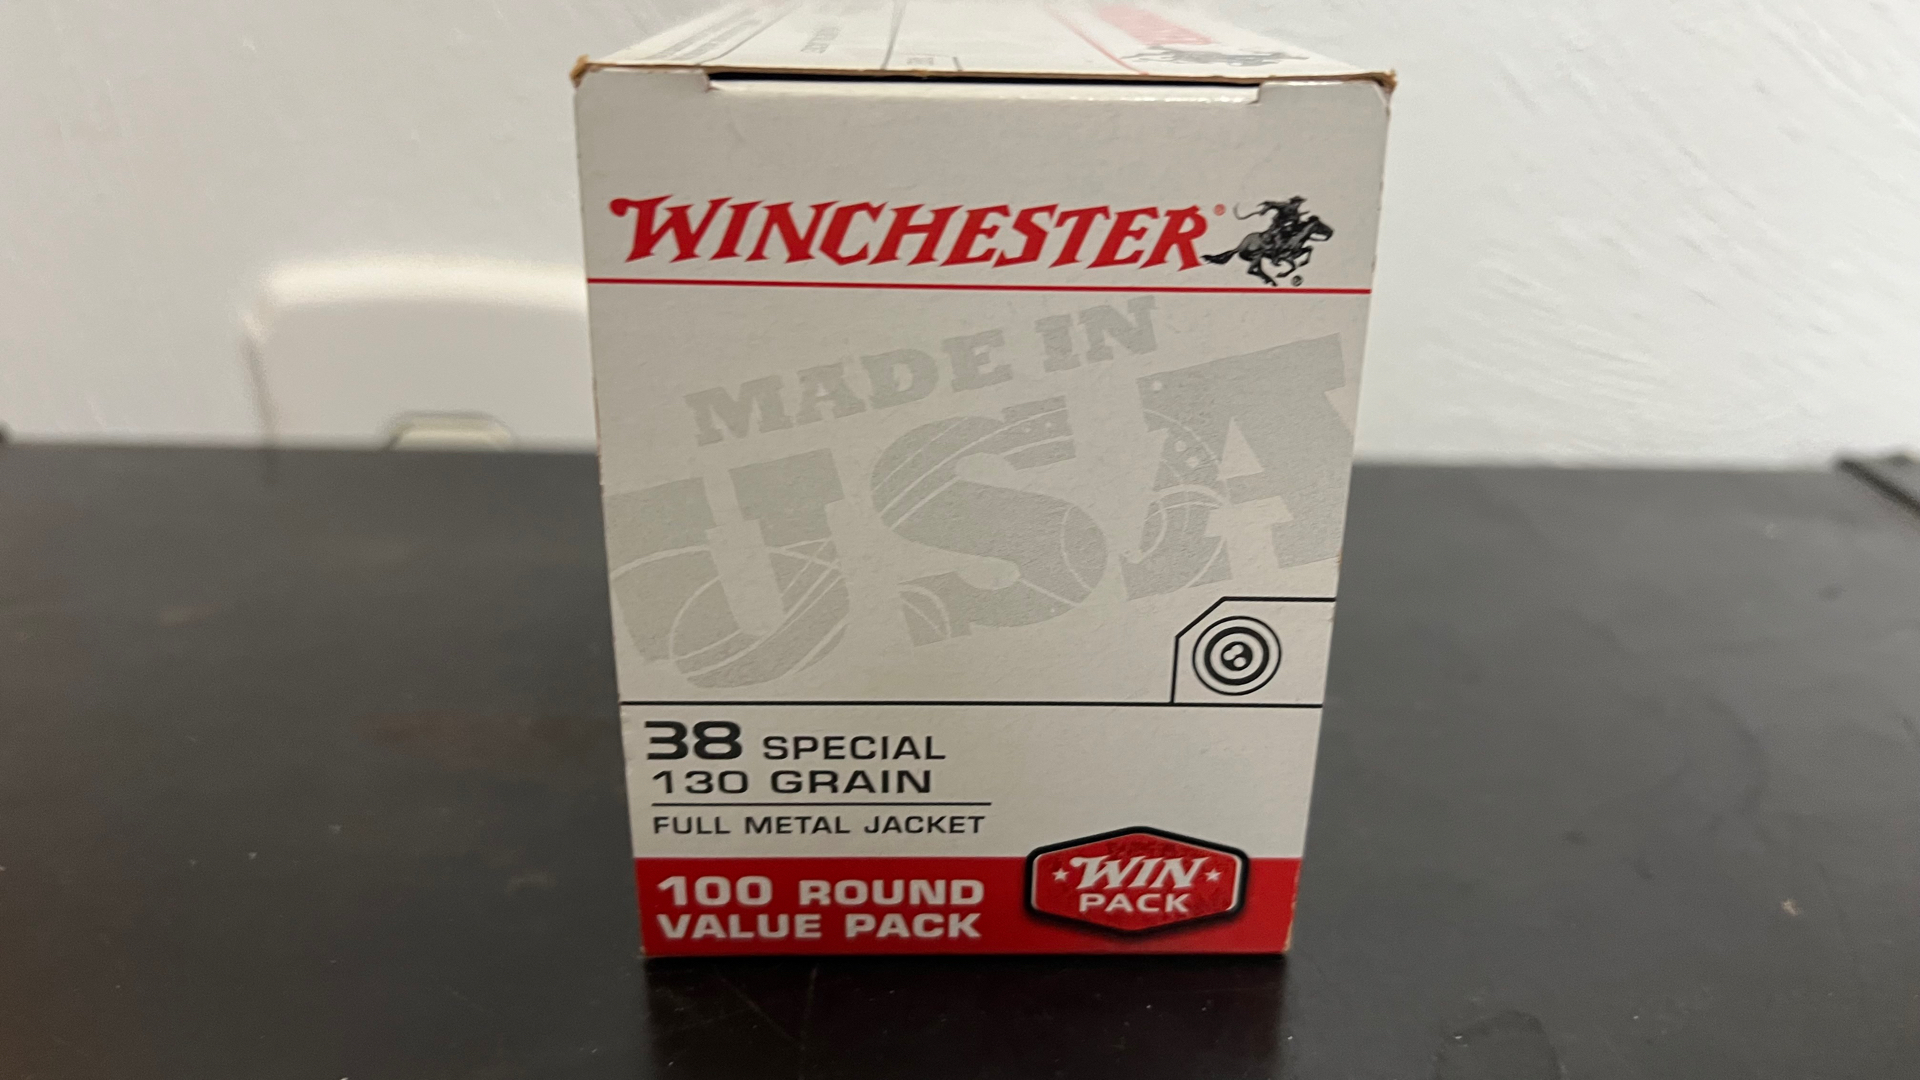 WINCHESTER®
MADE IN
USA
38 SPECIAL
130 GRAIN
FULL METAL JACKET
100 ROUND
VALUE PACK
WIN
PACK